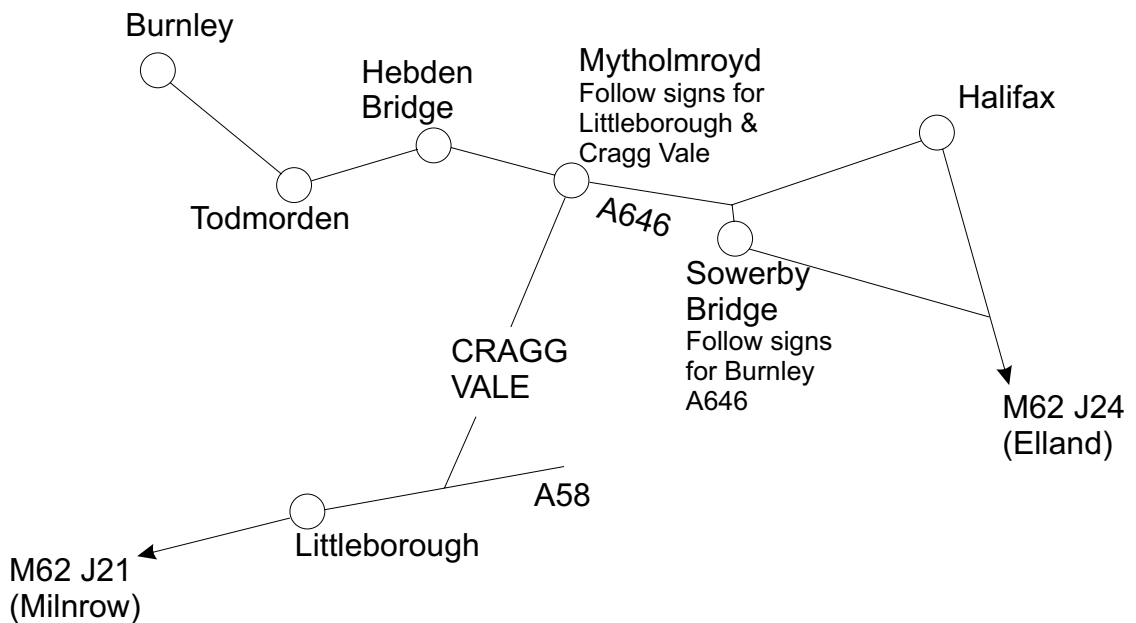 Burnley
Hebden
Bridge
Mytholmroyd
Follow signs for
Littleborough &
Cragg Vale
Halifax
Todmorden
A646
Sowerby
Bridge
Follow signs
for Burnley
A646
CRAGG
VALE
M62 J24
(Elland)
A58
Littleborough
M62 J21
(Milnrow)